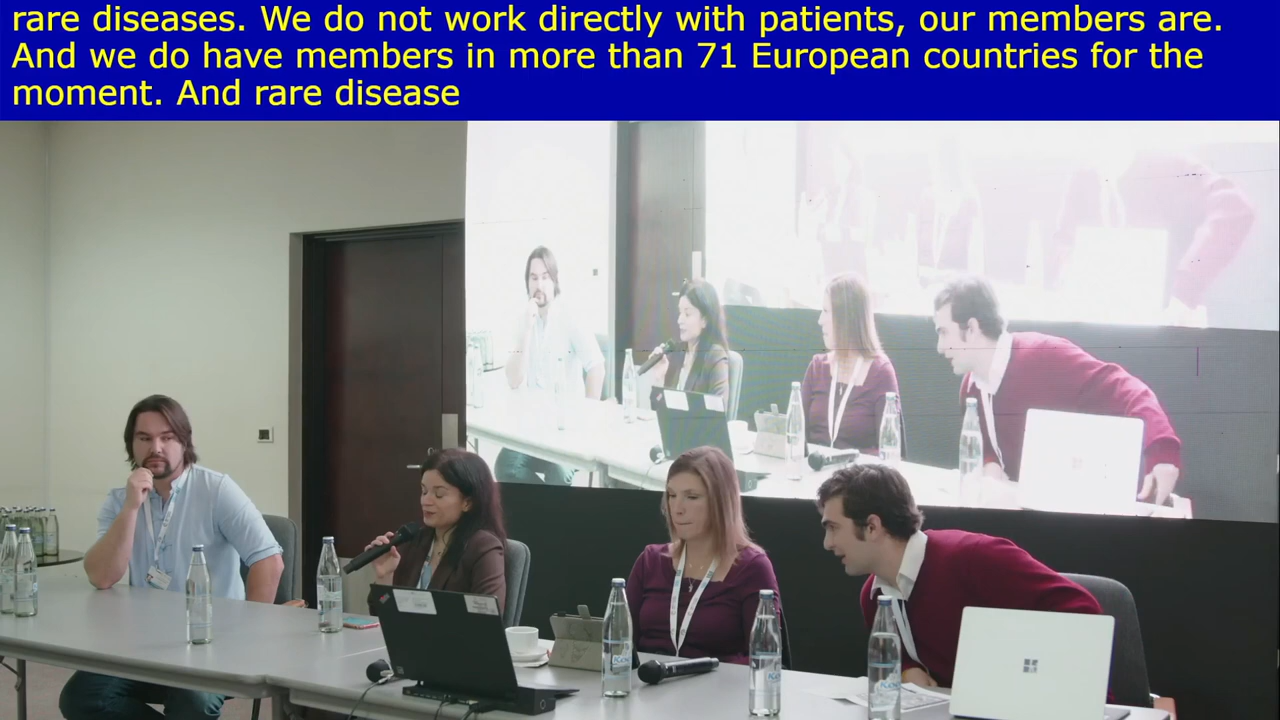 rare diseases. We do not work directly with patients, our members are.
And we do have members in more than 71 European countries for the
moment. And rare disease